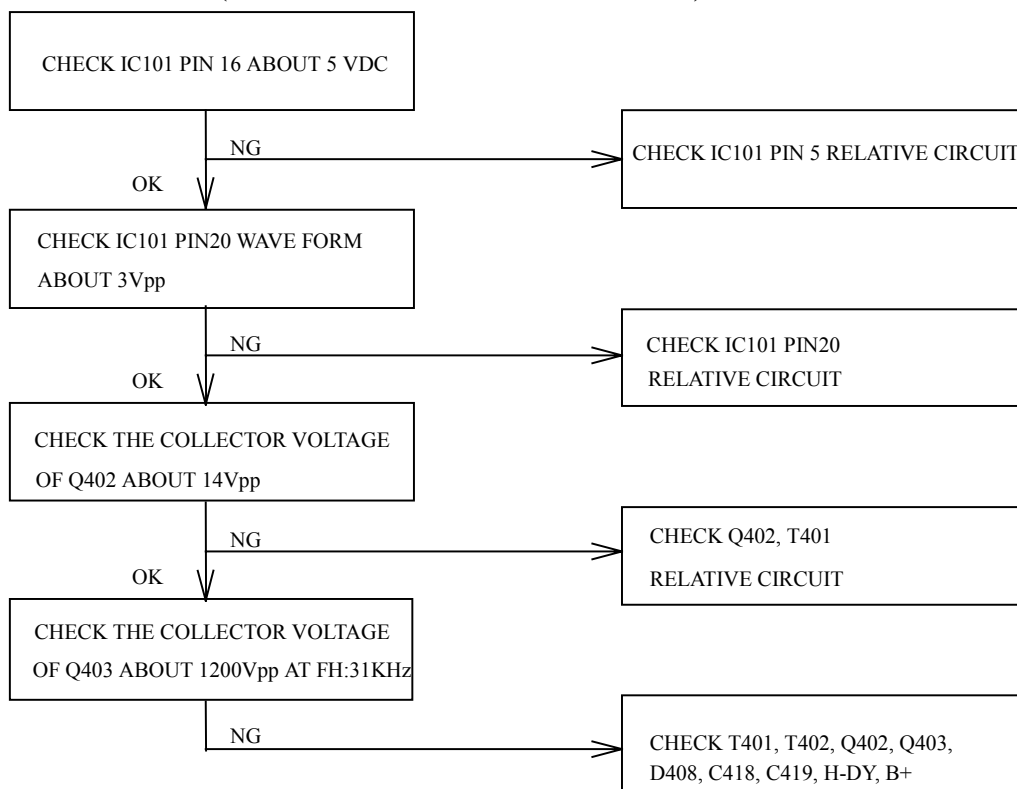 CHECK IC101 PIN 16 ABOUT 5 VDC
NG
CHECK IC101 PIN 5 RELATIVE CIRCUIT
OK
CHECK IC101 PIN20 WAVE FORM
ABOUT 3Vpp
NG
CHECK IC101 PIN20
RELATIVE CIRCUIT
OK
CHECK THE COLLECTOR VOLTAGE
OF Q402 ABOUT 14Vpp
NG
CHECK Q402, T401
RELATIVE CIRCUIT
OK
CHECK THE COLLECTOR VOLTAGE
OF Q403 ABOUT 1200Vpp AT FH:31KHz
NG
CHECK T401, T402, Q402, Q403,
D408, C418, C419, H-DY, B+